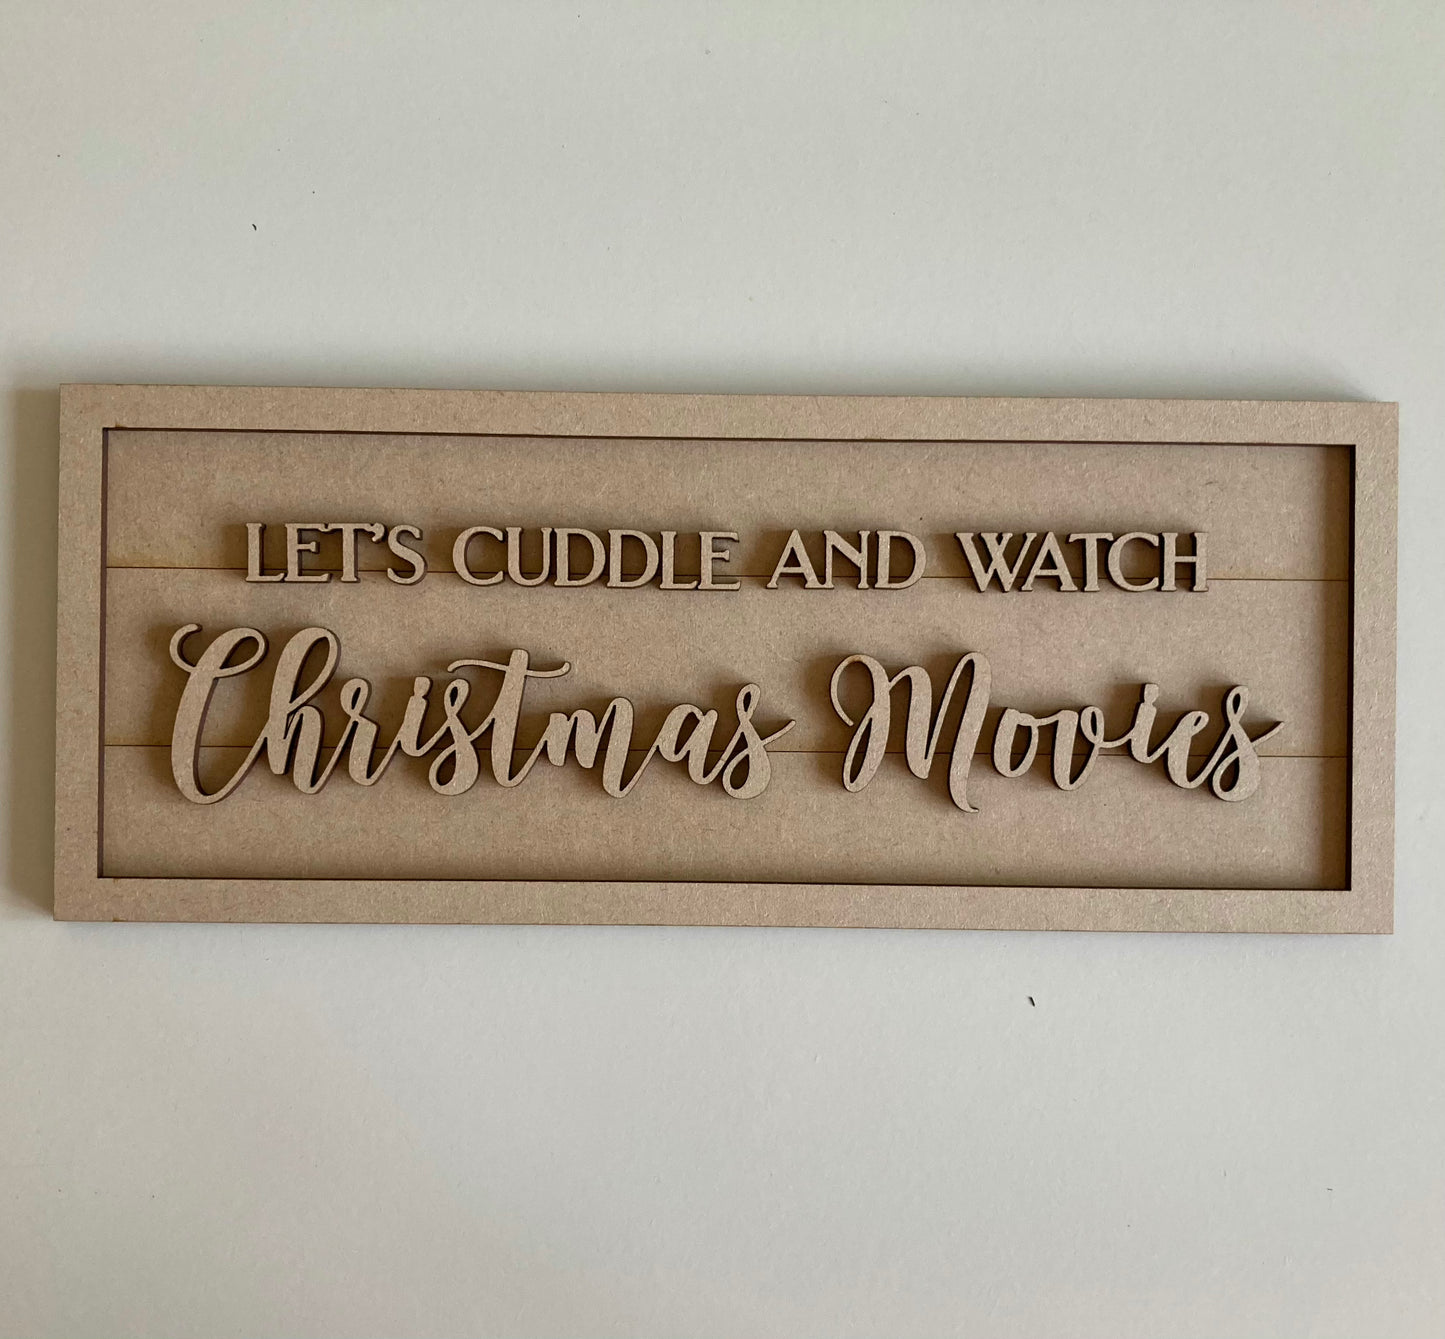 LET'S CUDDLE AND WATCH
Christmas Movies